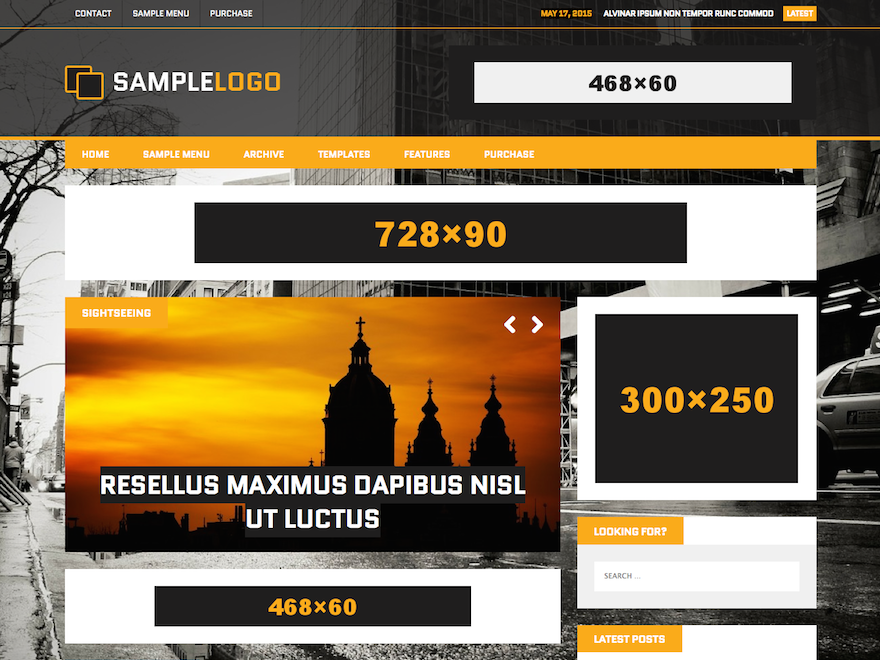 CONTACT SAMPLE MENU PURCHASE
MAY 17, 2015 ALVINAR IPSUM NON TEMPOR RUNC COMMOD LATEST
SAMPLELOGO
468×60
HOME SAMPLE MENU ARCHIVE TEMPLATES FEATURES PURCHASE
728×90
SIGHTSEEING
RESELLUS MAXIMUS DAPIBUS NISL
UT LUCTUS
468×60
300×250
LOOKING FOR?
SEARCH ...
LATEST POSTS